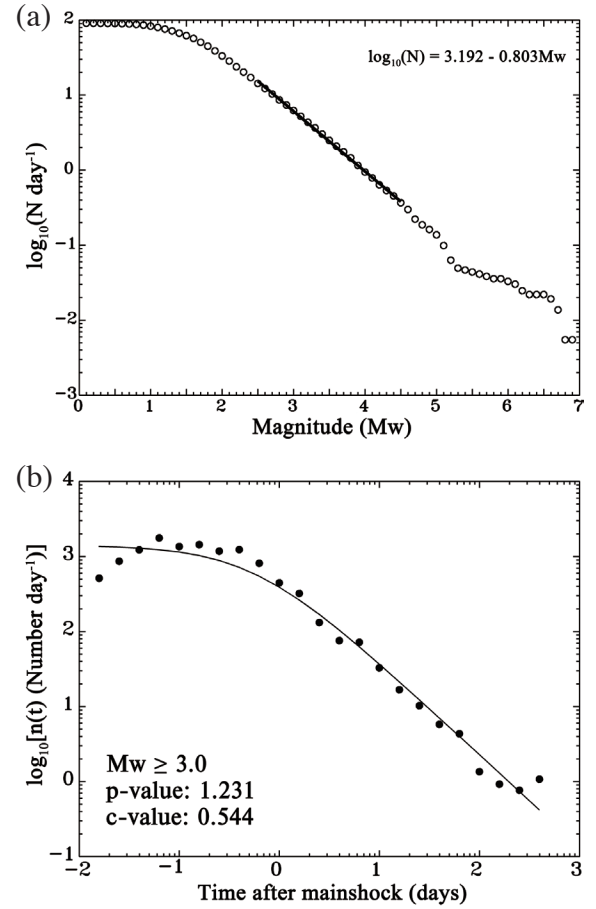 (a)
2
1
0
−1
−2
−3
log₁₀(N day⁻¹)
log₁₀(N) = 3.192 - 0.803Mw
0 1 2 3 4 5 6 7
Magnitude (Mw)
(b)
4
3
2
1
0
−1
log₁₀[n(t) (Number day⁻¹)]
Mw ≥ 3.0
p-value: 1.231
c-value: 0.544
−2 −1 0 1 2 3
Time after mainshock (days)